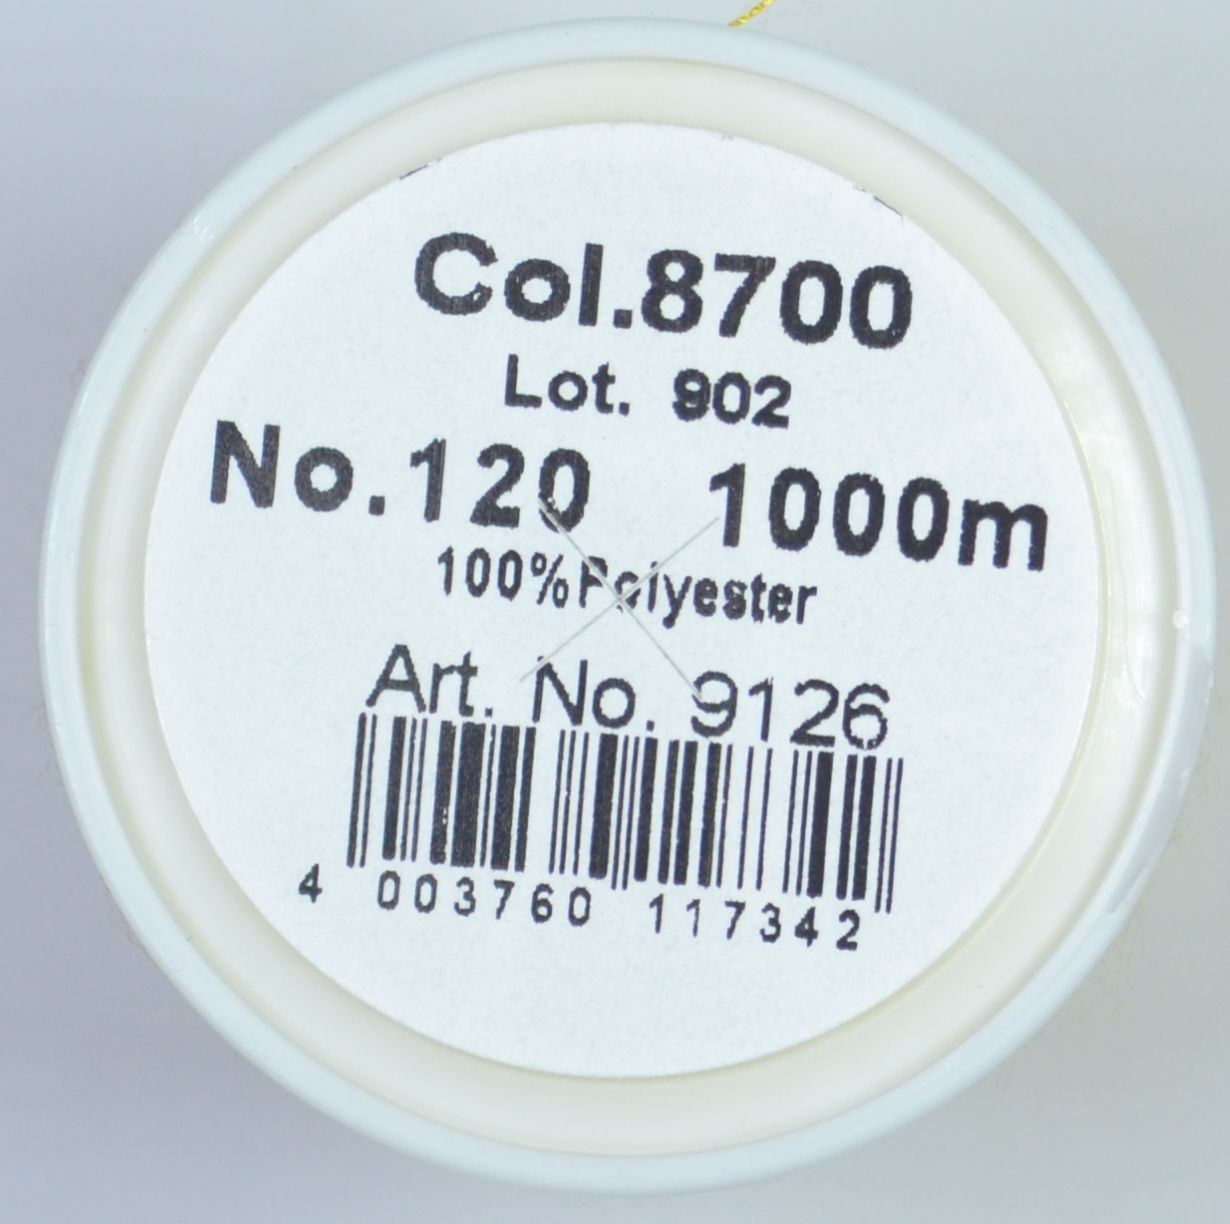 Col.8700
Lot. 902
No.120 1000m
100%Polyester
Art. No. 9126
4 003760 117342